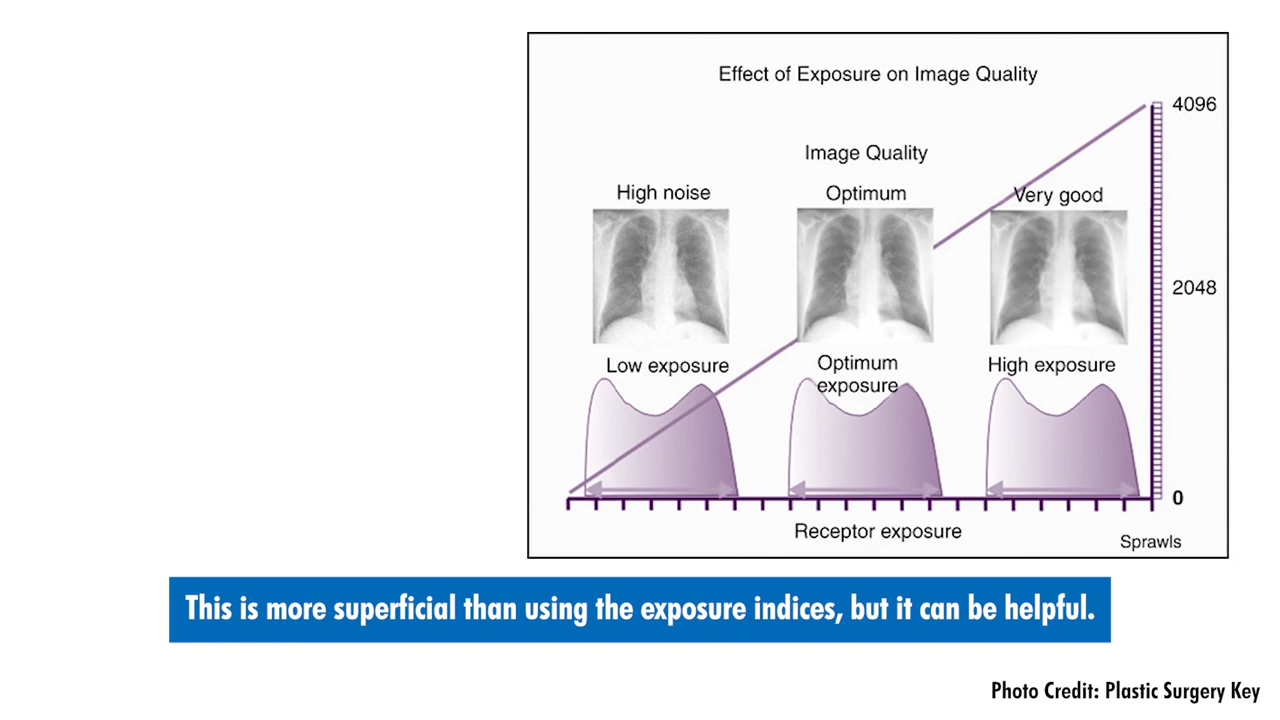 Effect of Exposure on Image Quality
4096
Image Quality
High noise
Optimum
Very good
2048
Low exposure
Optimum
exposure
High exposure
0
Receptor exposure
Sprawls
This is more superficial than using the exposure indices, but it can be helpful.
Photo Credit: Plastic Surgery Key